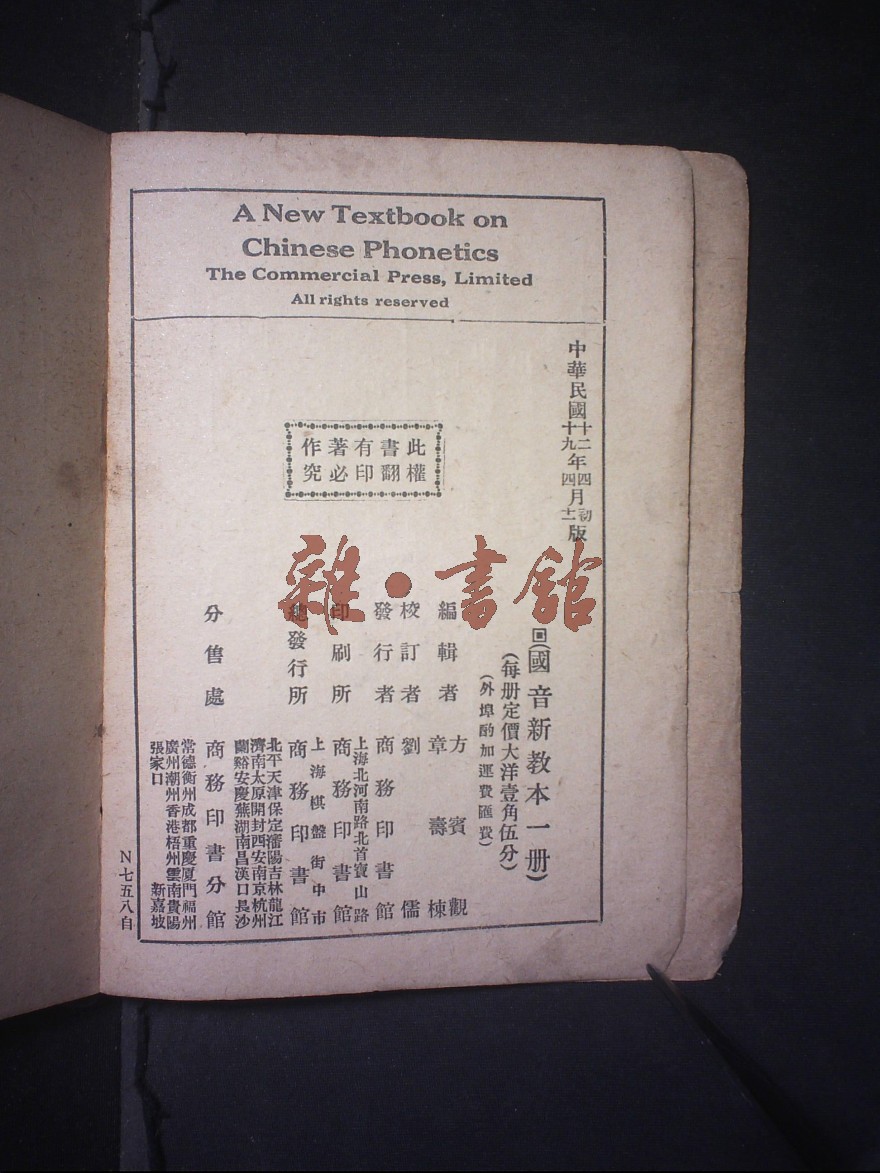 A New Textbook on
Chinese Phonetics
The Commercial Press, Limited
All rights reserved
中華民國十二年四月初版
十九年四月十二版
此書有著作
權翻印必究
(國音新教本一册)
(每册定價大洋壹角伍分)
(外埠酌加運費匯費)
編輯者 方賓觀
章壽棟
校訂者 劉儒
發行者 商務印書館
上海北河南路北首寶山路
印刷所 商務印書館
上海棋盤街中市
總發行所 商務印書館
北平天津保定瀋陽吉林龍江
濟南太原開封西安南京杭州
蘭谿安慶蕪湖南昌漢口長沙
分售處 商務印書分館
常德衡州成都重慶厦門福州
廣州潮州香港梧州雲南貴陽
張家口 新嘉坡
N七五八自
雜·書館